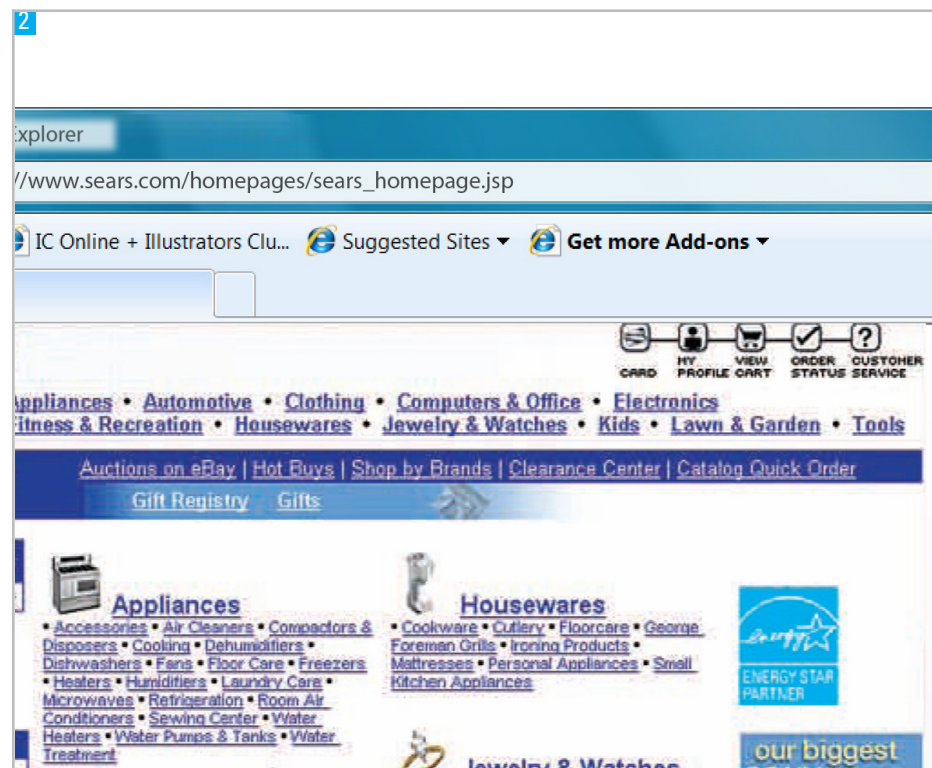 2
Explorer
//www.sears.com/homepages/sears_homepage.jsp
IC Online + Illustrators Clu... Suggested Sites Get more Add-ons
CARD MY PROFILE VIEW CART ORDER STATUS CUSTOMER SERVICE
Appliances • Automotive • Clothing • Computers & Office • Electronics
Fitness & Recreation • Housewares • Jewelry & Watches • Kids • Lawn & Garden • Tools
Auctions on eBay | Hot Buys | Shop by Brands | Clearance Center | Catalog Quick Order
Gift Registry Gifts
Appliances
• Accessories • Air Cleaners • Compactors &
Disposers • Cooking • Dehumidifiers •
Dishwashers • Fans • Floor Care • Freezers
• Heaters • Humidifiers • Laundry Care •
Microwaves • Refrigeration • Room Air
Conditioners • Sewing Center • Water
Heaters • Water Pumps & Tanks • Water
Treatment
Housewares
• Cookware • Cutlery • Floorcare • George
Foreman Grills • Ironing Products •
Mattresses • Personal Appliances • Small
Kitchen Appliances
Jewelry & Watches
energy
ENERGY STAR
PARTNER
our biggest